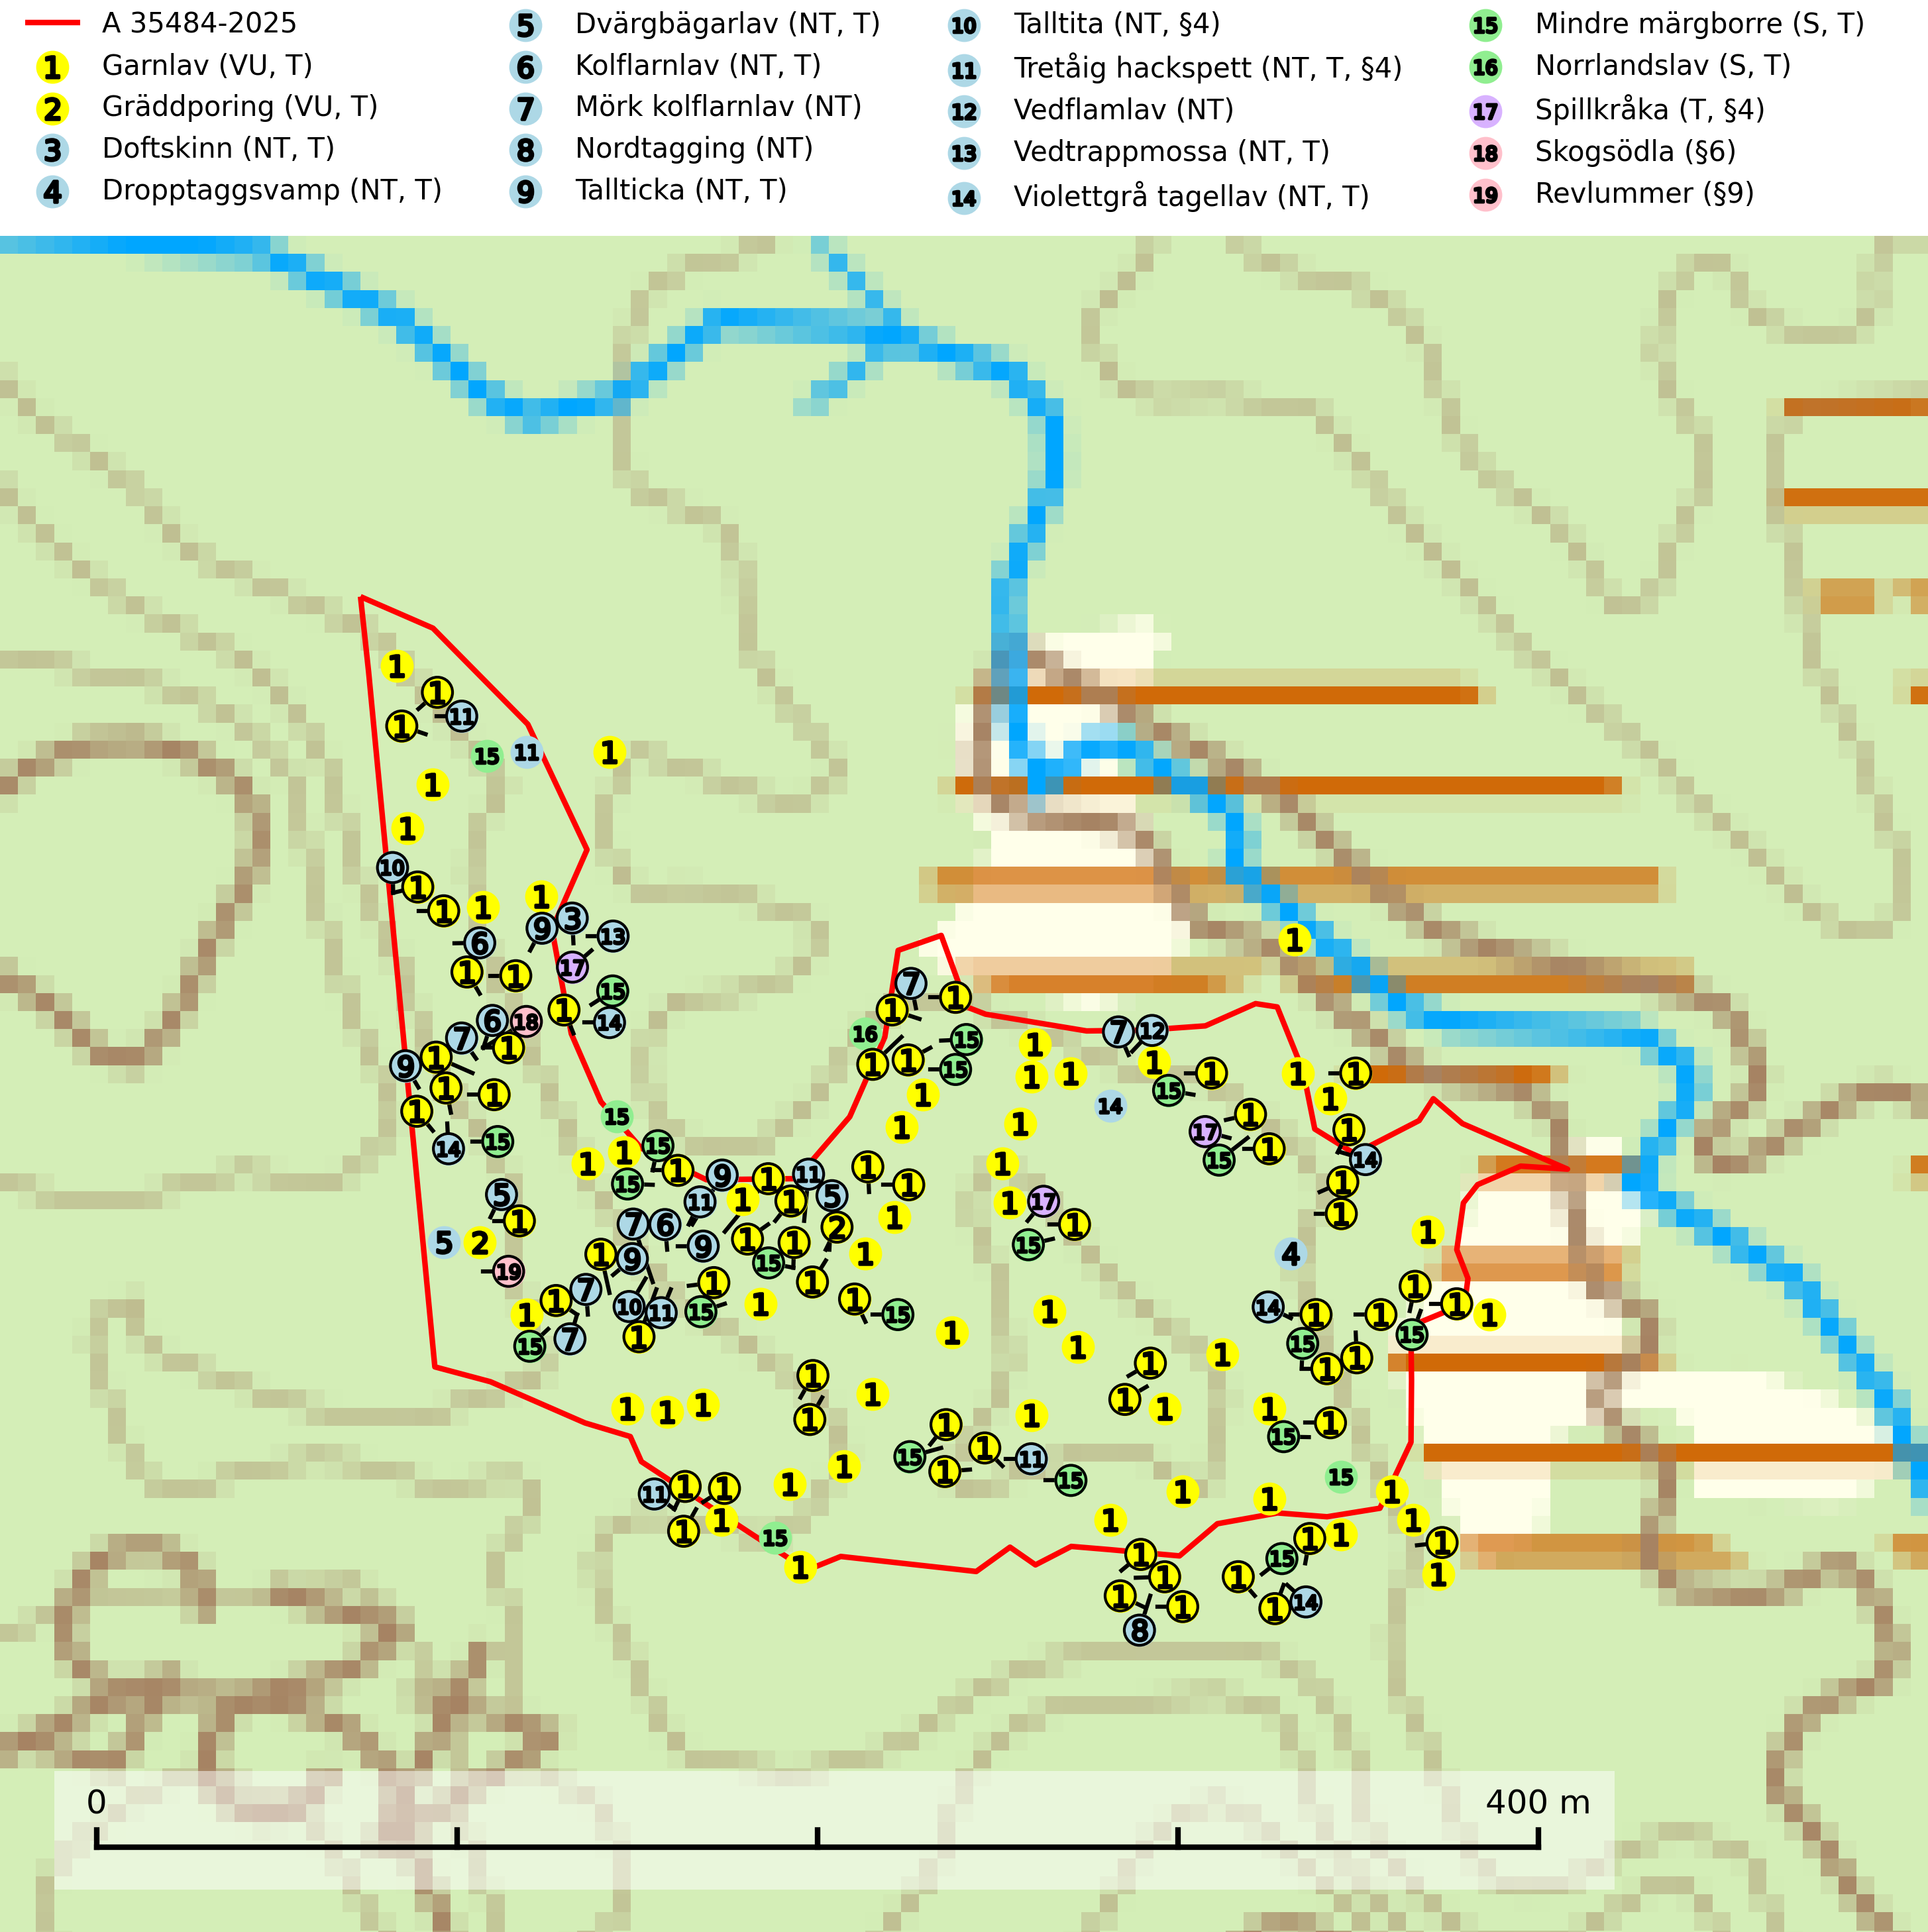 A 35484-2025
1 Garnlav (VU, T)
2 Gräddporing (VU, T)
3 Doftskinn (NT, T)
4 Dropptaggsvamp (NT, T)
5 Dvärgbägarlav (NT, T)
6 Kolflarnlav (NT, T)
7 Mörk kolflarnlav (NT)
8 Nordtagging (NT)
9 Tallticka (NT, T)
10 Talltita (NT, §4)
11 Tretåig hackspett (NT, T, §4)
12 Vedflamlav (NT)
13 Vedtrappmossa (NT, T)
14 Violettgrå tagellav (NT, T)
15 Mindre märgborre (S, T)
16 Norrlandslav (S, T)
17 Spillkråka (T, §4)
18 Skogsödla (§6)
19 Revlummer (§9)
0 400 m